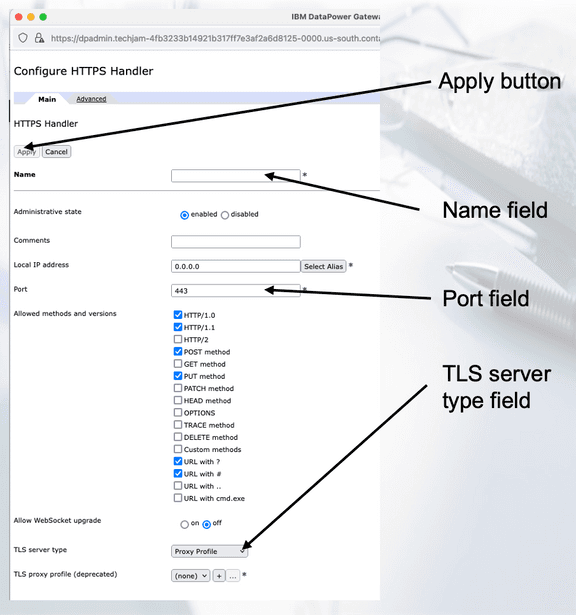 IBM DataPower Gatewa
https://dpadmin.techjam-4fb3233b14921b317ff7e3af2a6d8125-0000.us-south.conta
Configure HTTPS Handler
Main Advanced
HTTPS Handler
Apply Cancel
Apply button
Name *
Name field
Administrative state enabled disabled
Comments
Local IP address 0.0.0.0 Select Alias *
Port 443 *
Port field
Allowed methods and versions HTTP/1.0
HTTP/1.1
HTTP/2
POST method
GET method
PUT method
PATCH method
HEAD method
OPTIONS
TRACE method
DELETE method
Custom methods
URL with ?
URL with #
URL with ..
URL with cmd.exe
TLS server
type field
Allow WebSocket upgrade on off
TLS server type Proxy Profile
TLS proxy profile (deprecated) (none) + ... *